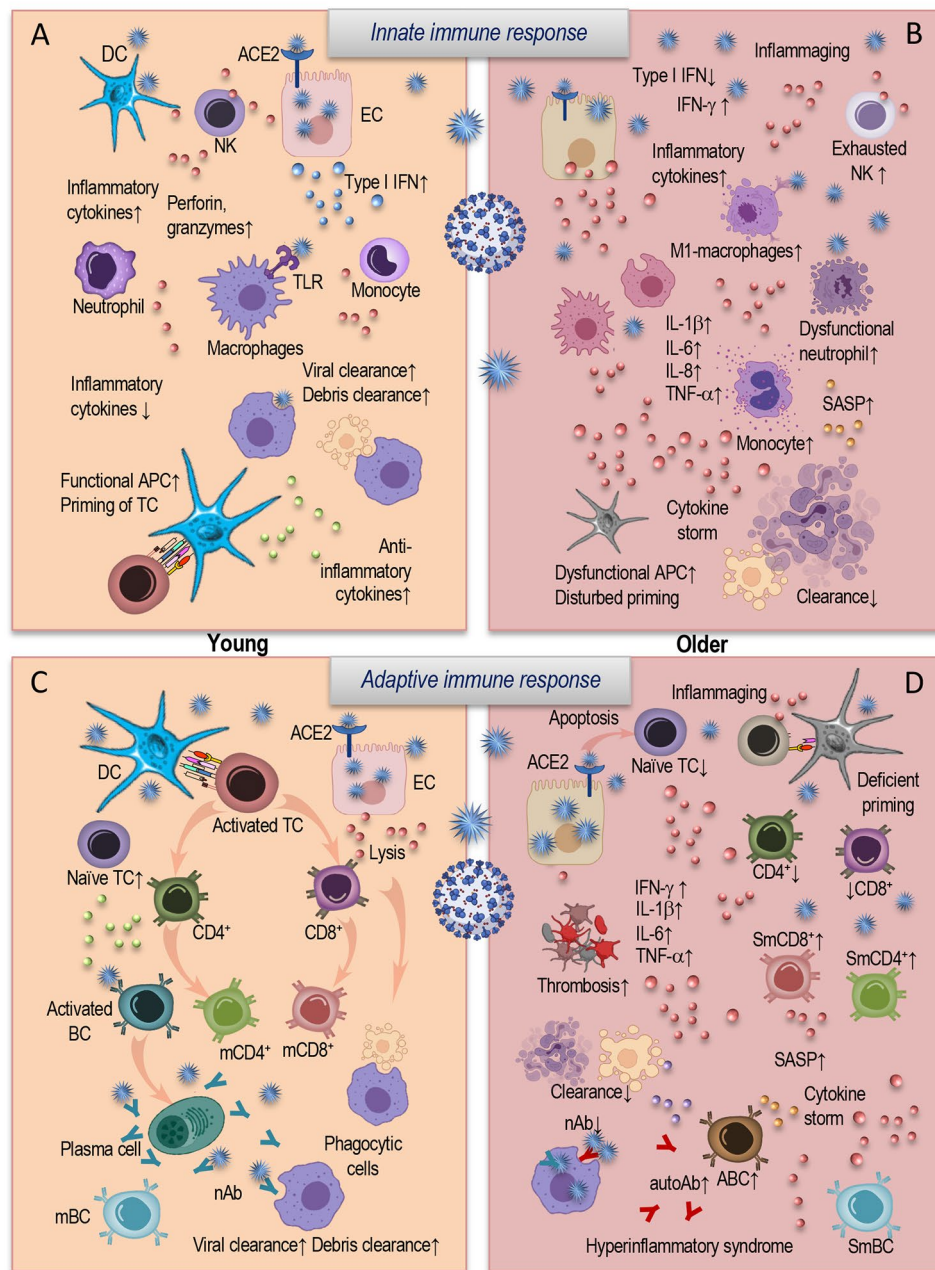 A
Innate immune response
B
DC
ACE2
NK
EC
Inflammatory
cytokines↑
Perforin,
granzymes↑
Type I IFN↑
Neutrophil
TLR
Monocyte
Macrophages
Inflammatory
cytokines ↓
Viral clearance↑
Debris clearance↑
Functional APC↑
Priming of TC
Anti-
inflammatory
cytokines↑
Type I IFN↓
IFN-γ ↑
Inflammaging
Exhausted
NK ↑
Inflammatory
cytokines↑
M1-macrophages↑
IL-1β↑
IL-6↑
IL-8↑
TNF-α↑
Dysfunctional
neutrophil↑
SASP↑
Monocyte↑
Cytokine
storm
Dysfunctional APC↑
Disturbed priming
Clearance↓
Young
Older
C
Adaptive immune response
D
DC
ACE2
EC
Activated TC
Lysis
Naïve TC↑
CD4⁺
CD8⁺
Activated
BC
mCD4⁺
mCD8⁺
Plasma cell
Phagocytic
cells
nAb
mBC
Viral clearance↑ Debris clearance↑
Apoptosis
Inflammaging
ACE2
Naïve TC↓
Deficient
priming
CD4⁺↓
↓CD8⁺
IFN-γ ↑
IL-1β↑
IL-6↑
TNF-α↑
SmCD8⁺↑
SmCD4⁺↑
Thrombosis↑
SASP↑
Clearance↓
Cytokine
storm
nAb↓
autoAb↑
ABC↑
Hyperinflammatory syndrome
SmBC